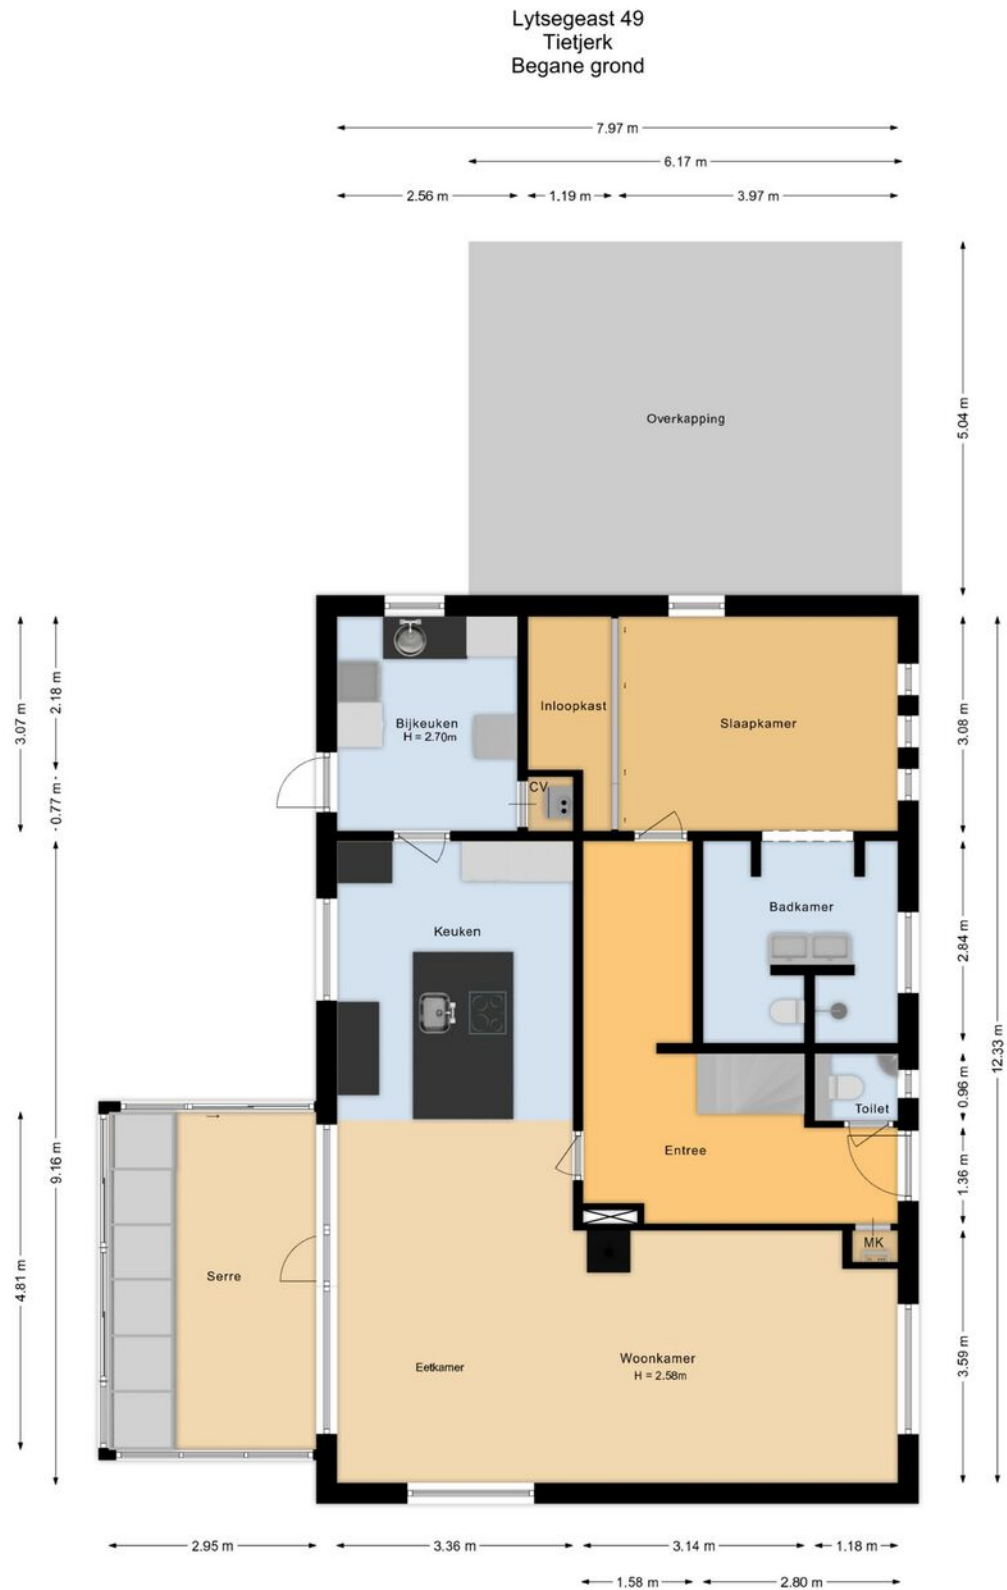 Lytsegeast 49
Tietjerk
Begane grond
7.97 m
6.17 m
2.56 m
1.19 m
3.97 m
Overkapping
5.04 m
3.07 m
2.18 m
0.77 m
Bijkeuken
H = 2.70m
Inloopkast
Slaapkamer
CV
3.08 m
Keuken
Badkamer
2.84 m
12.33 m
9.16 m
Toilet
0.96 m
Entree
1.36 m
MK
4.81 m
Serre
Eetkamer
Woonkamer
H = 2.58m
3.59 m
2.95 m
3.36 m
3.14 m
1.18 m
1.58 m
2.80 m